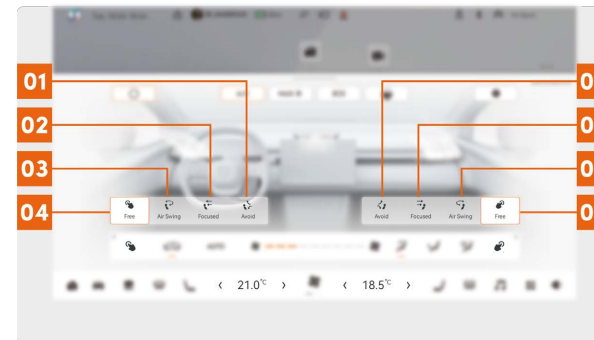 01
02
03
04
0
0
0
0
Free Air Swing Focused Avoid
Avoid Focused Air Swing Free
AUTO
‹ 21.0°C ›
‹ 18.5°C ›